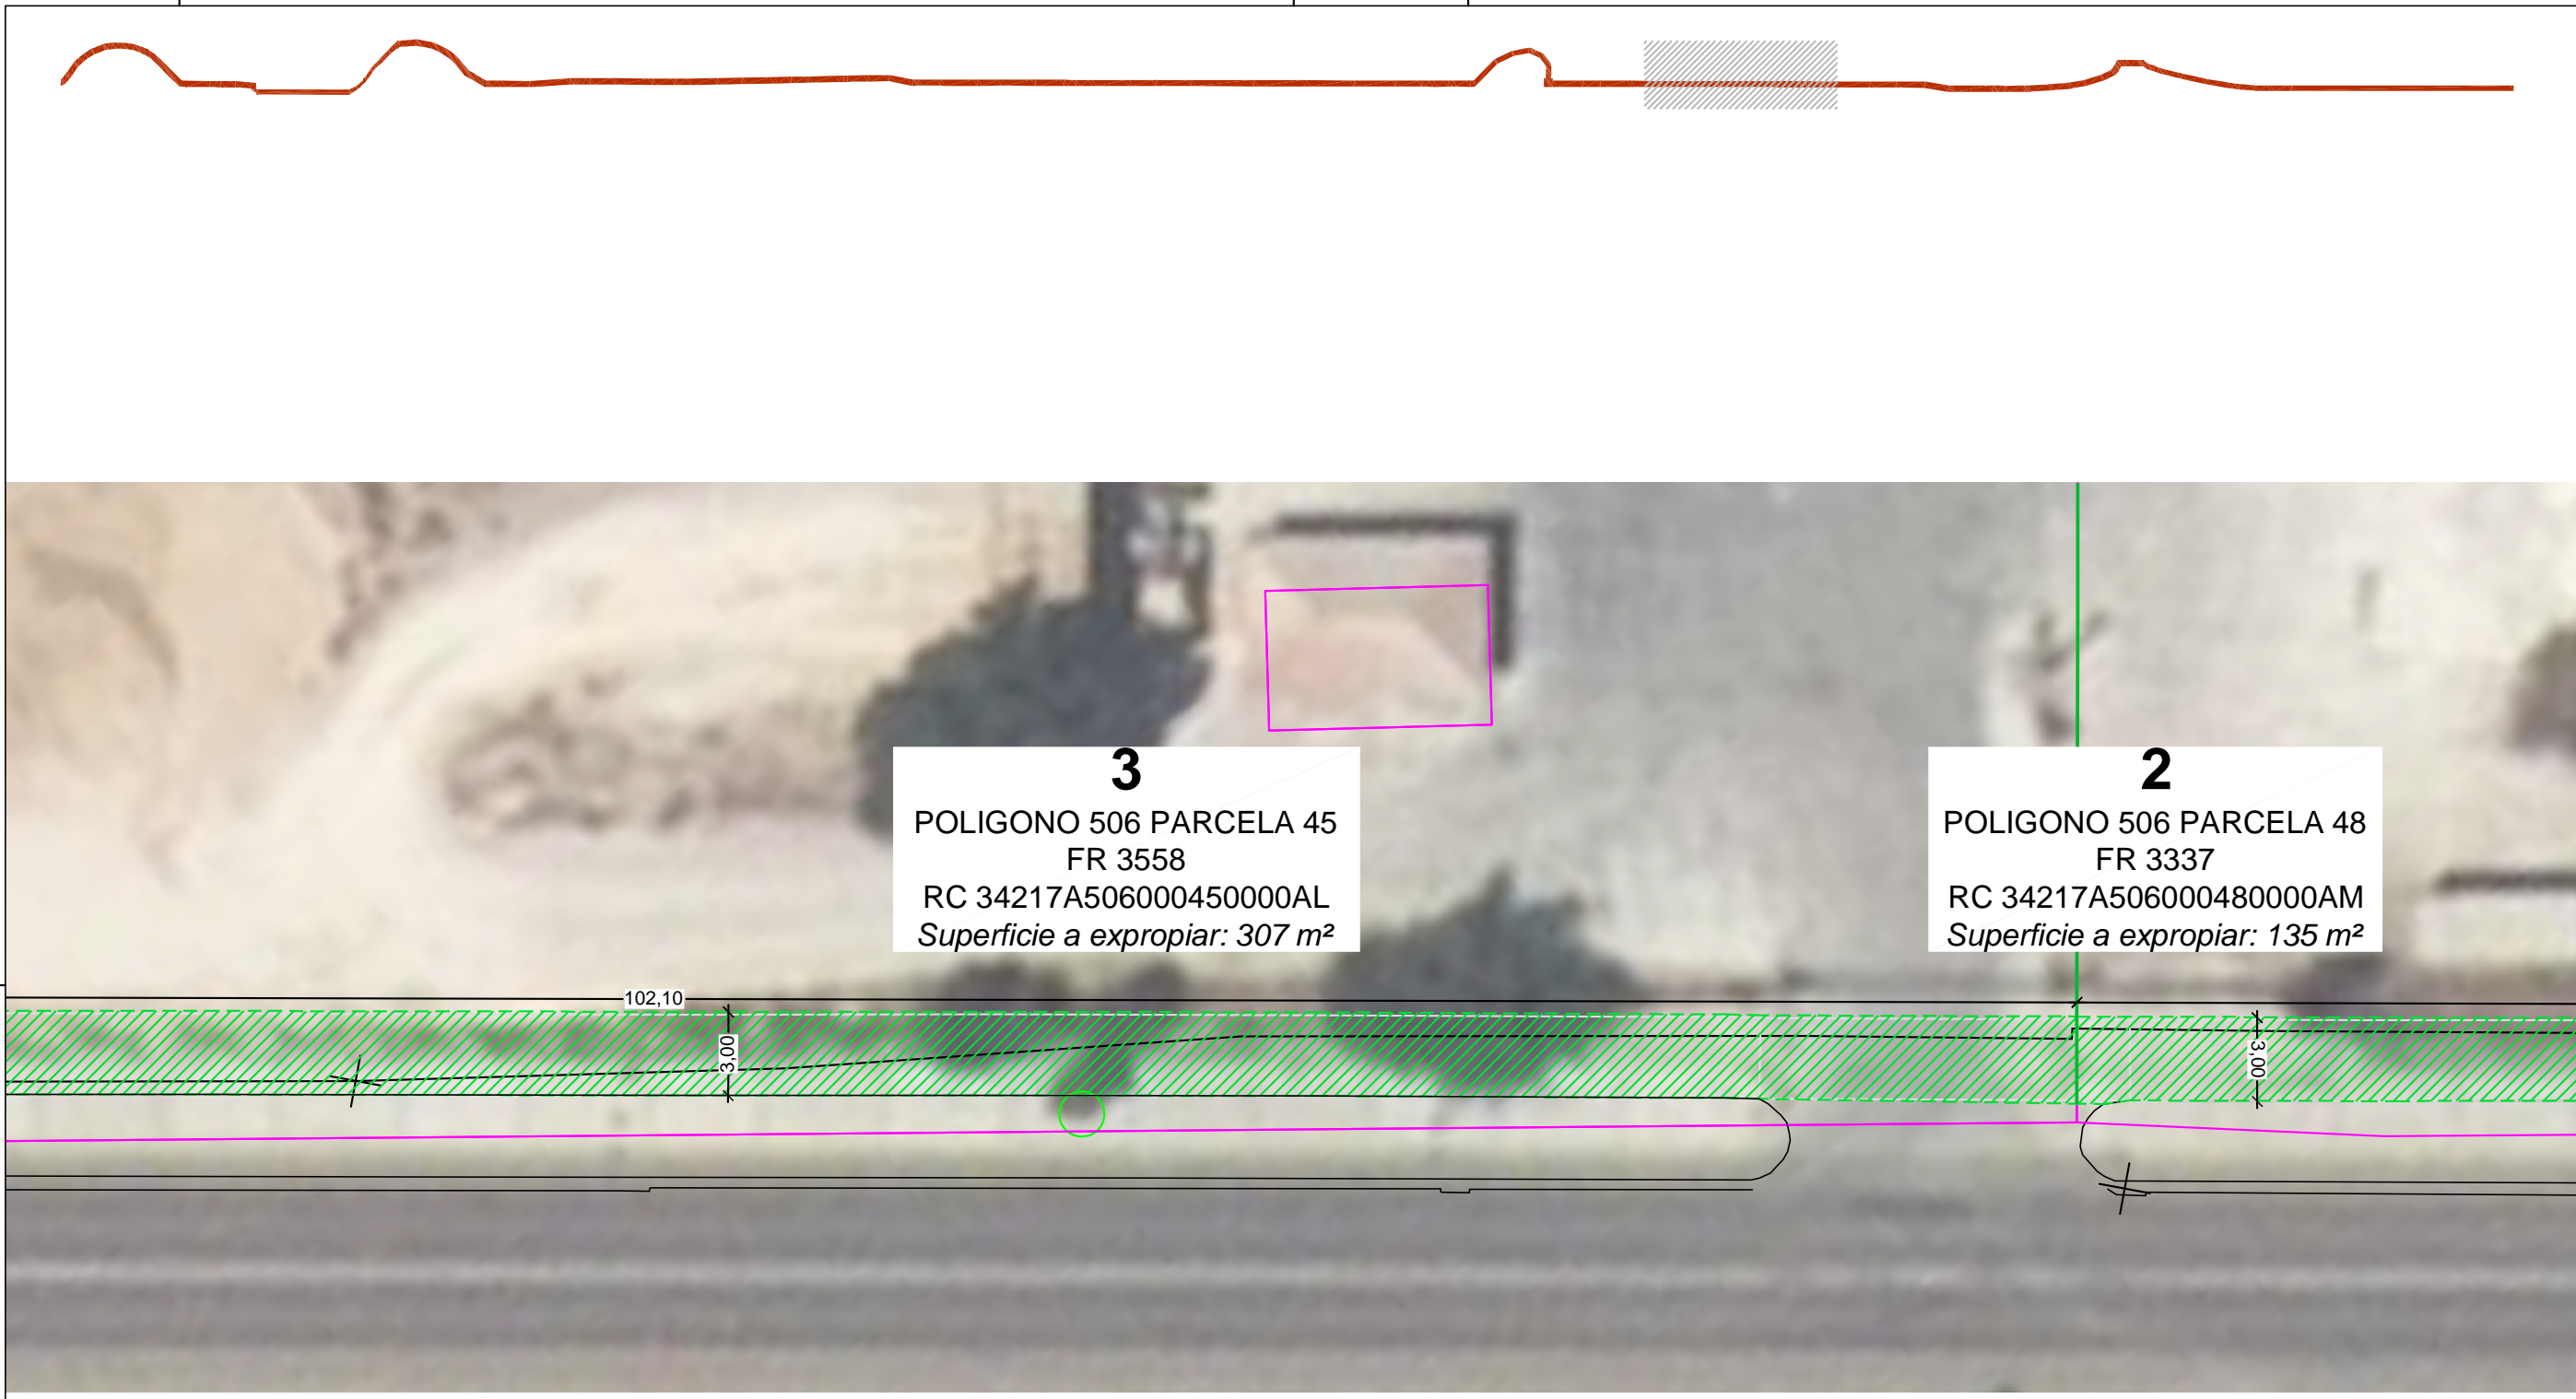 3
POLIGONO 506 PARCELA 45
FR 3558
RC 34217A506000450000AL
Superficie a expropiar: 307 m²
2
POLIGONO 506 PARCELA 48
FR 3337
RC 34217A506000480000AM
Superficie a expropiar: 135 m²
102,10
3,00
3,00